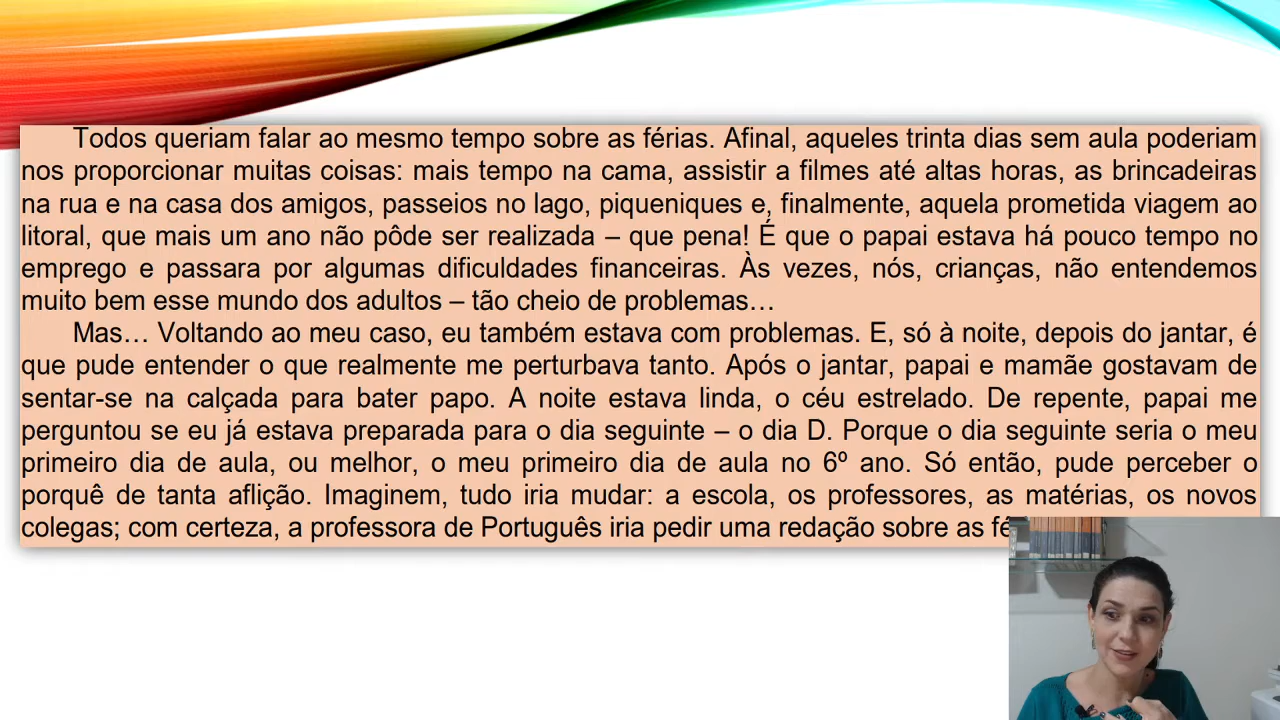 Todos queriam falar ao mesmo tempo sobre as férias. Afinal, aqueles trinta dias sem aula poderiam
nos proporcionar muitas coisas: mais tempo na cama, assistir a filmes até altas horas, as brincadeiras
na rua e na casa dos amigos, passeios no lago, piqueniques e, finalmente, aquela prometida viagem ao
litoral, que mais um ano não pôde ser realizada – que pena! É que o papai estava há pouco tempo no
emprego e passara por algumas dificuldades financeiras. Às vezes, nós, crianças, não entendemos
muito bem esse mundo dos adultos – tão cheio de problemas…
Mas… Voltando ao meu caso, eu também estava com problemas. E, só à noite, depois do jantar, é
que pude entender o que realmente me perturbava tanto. Após o jantar, papai e mamãe gostavam de
sentar-se na calçada para bater papo. A noite estava linda, o céu estrelado. De repente, papai me
perguntou se eu já estava preparada para o dia seguinte – o dia D. Porque o dia seguinte seria o meu
primeiro dia de aula, ou melhor, o meu primeiro dia de aula no 6º ano. Só então, pude perceber o
porquê de tanta aflição. Imaginem, tudo iria mudar: a escola, os professores, as matérias, os novos
colegas; com certeza, a professora de Português iria pedir uma redação sobre as